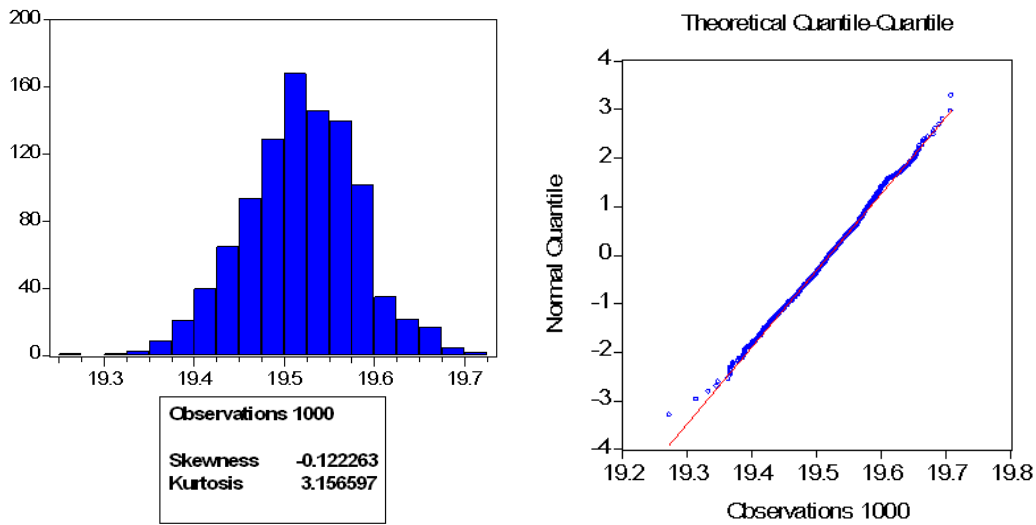 200
160
120
80
40
0
19.3 19.4 19.5 19.6 19.7
Observations 1000
Skewness -0.122263
Kurtosis 3.156597
Theoretical Quantile-Quantile
4
3
2
1
0
-1
-2
-3
-4
Normal Quantile
19.2 19.3 19.4 19.5 19.6 19.7 19.8
Observations 1000